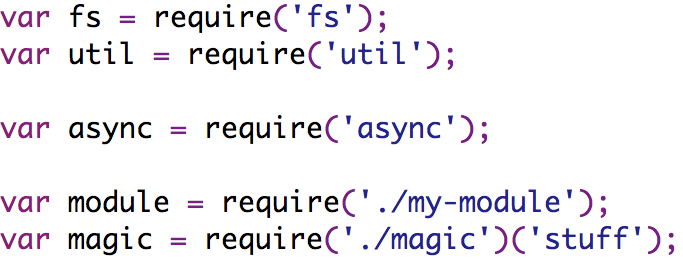 var fs = require('fs');
var util = require('util');
var async = require('async');
var module = require('./my-module');
var magic = require('./magic')('stuff');